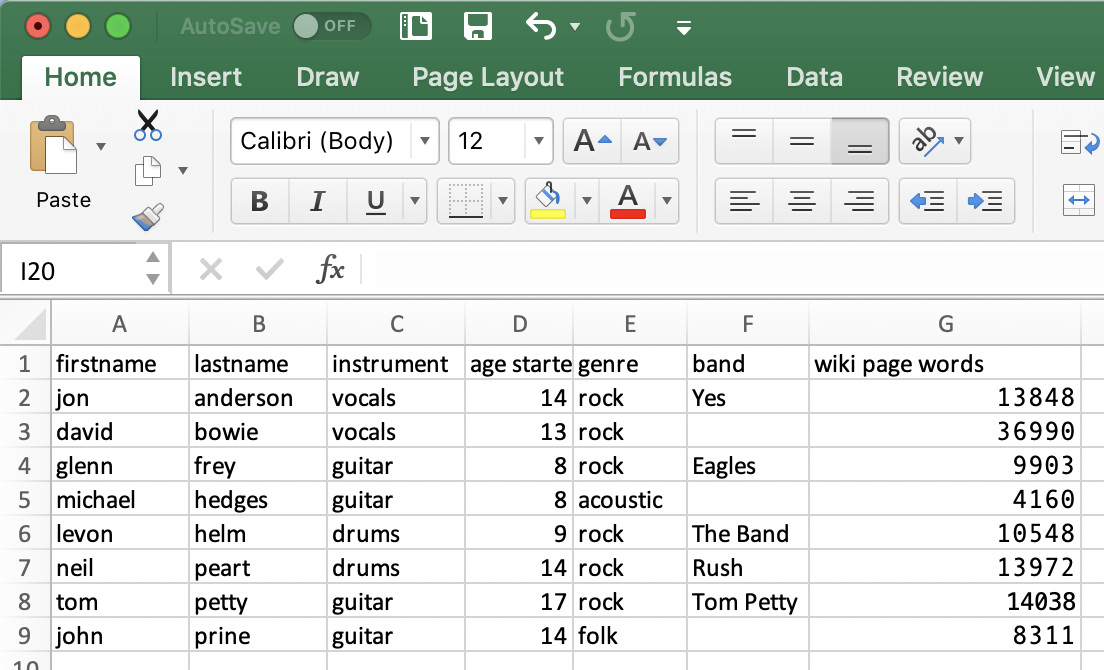 AutoSave OFF
Home Insert Draw Page Layout Formulas Data Review View
Calibri (Body) 12 A A
Paste B I U A ab
I20 fx
A B C D E F G
1 firstname lastname instrument age starte genre band wiki page words
2 jon anderson vocals 14 rock Yes 13848
3 david bowie vocals 13 rock 36990
4 glenn frey guitar 8 rock Eagles 9903
5 michael hedges guitar 8 acoustic 4160
6 levon helm drums 9 rock The Band 10548
7 neil peart drums 14 rock Rush 13972
8 tom petty guitar 17 rock Tom Petty 14038
9 john prine guitar 14 folk 8311
10